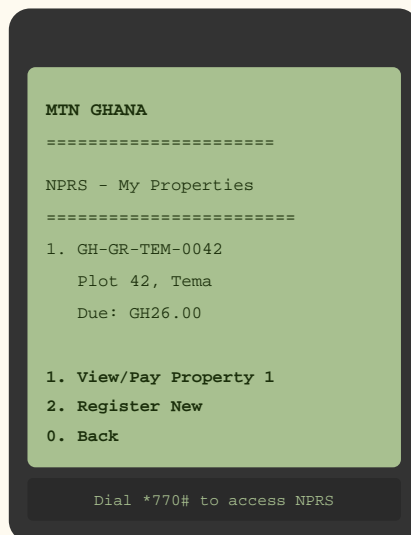 MTN GHANA
======================
NPRS - My Properties
========================
1. GH-GR-TEM-0042
Plot 42, Tema
Due: GH26.00
1. View/Pay Property 1
2. Register New
0. Back
Dial *770# to access NPRS